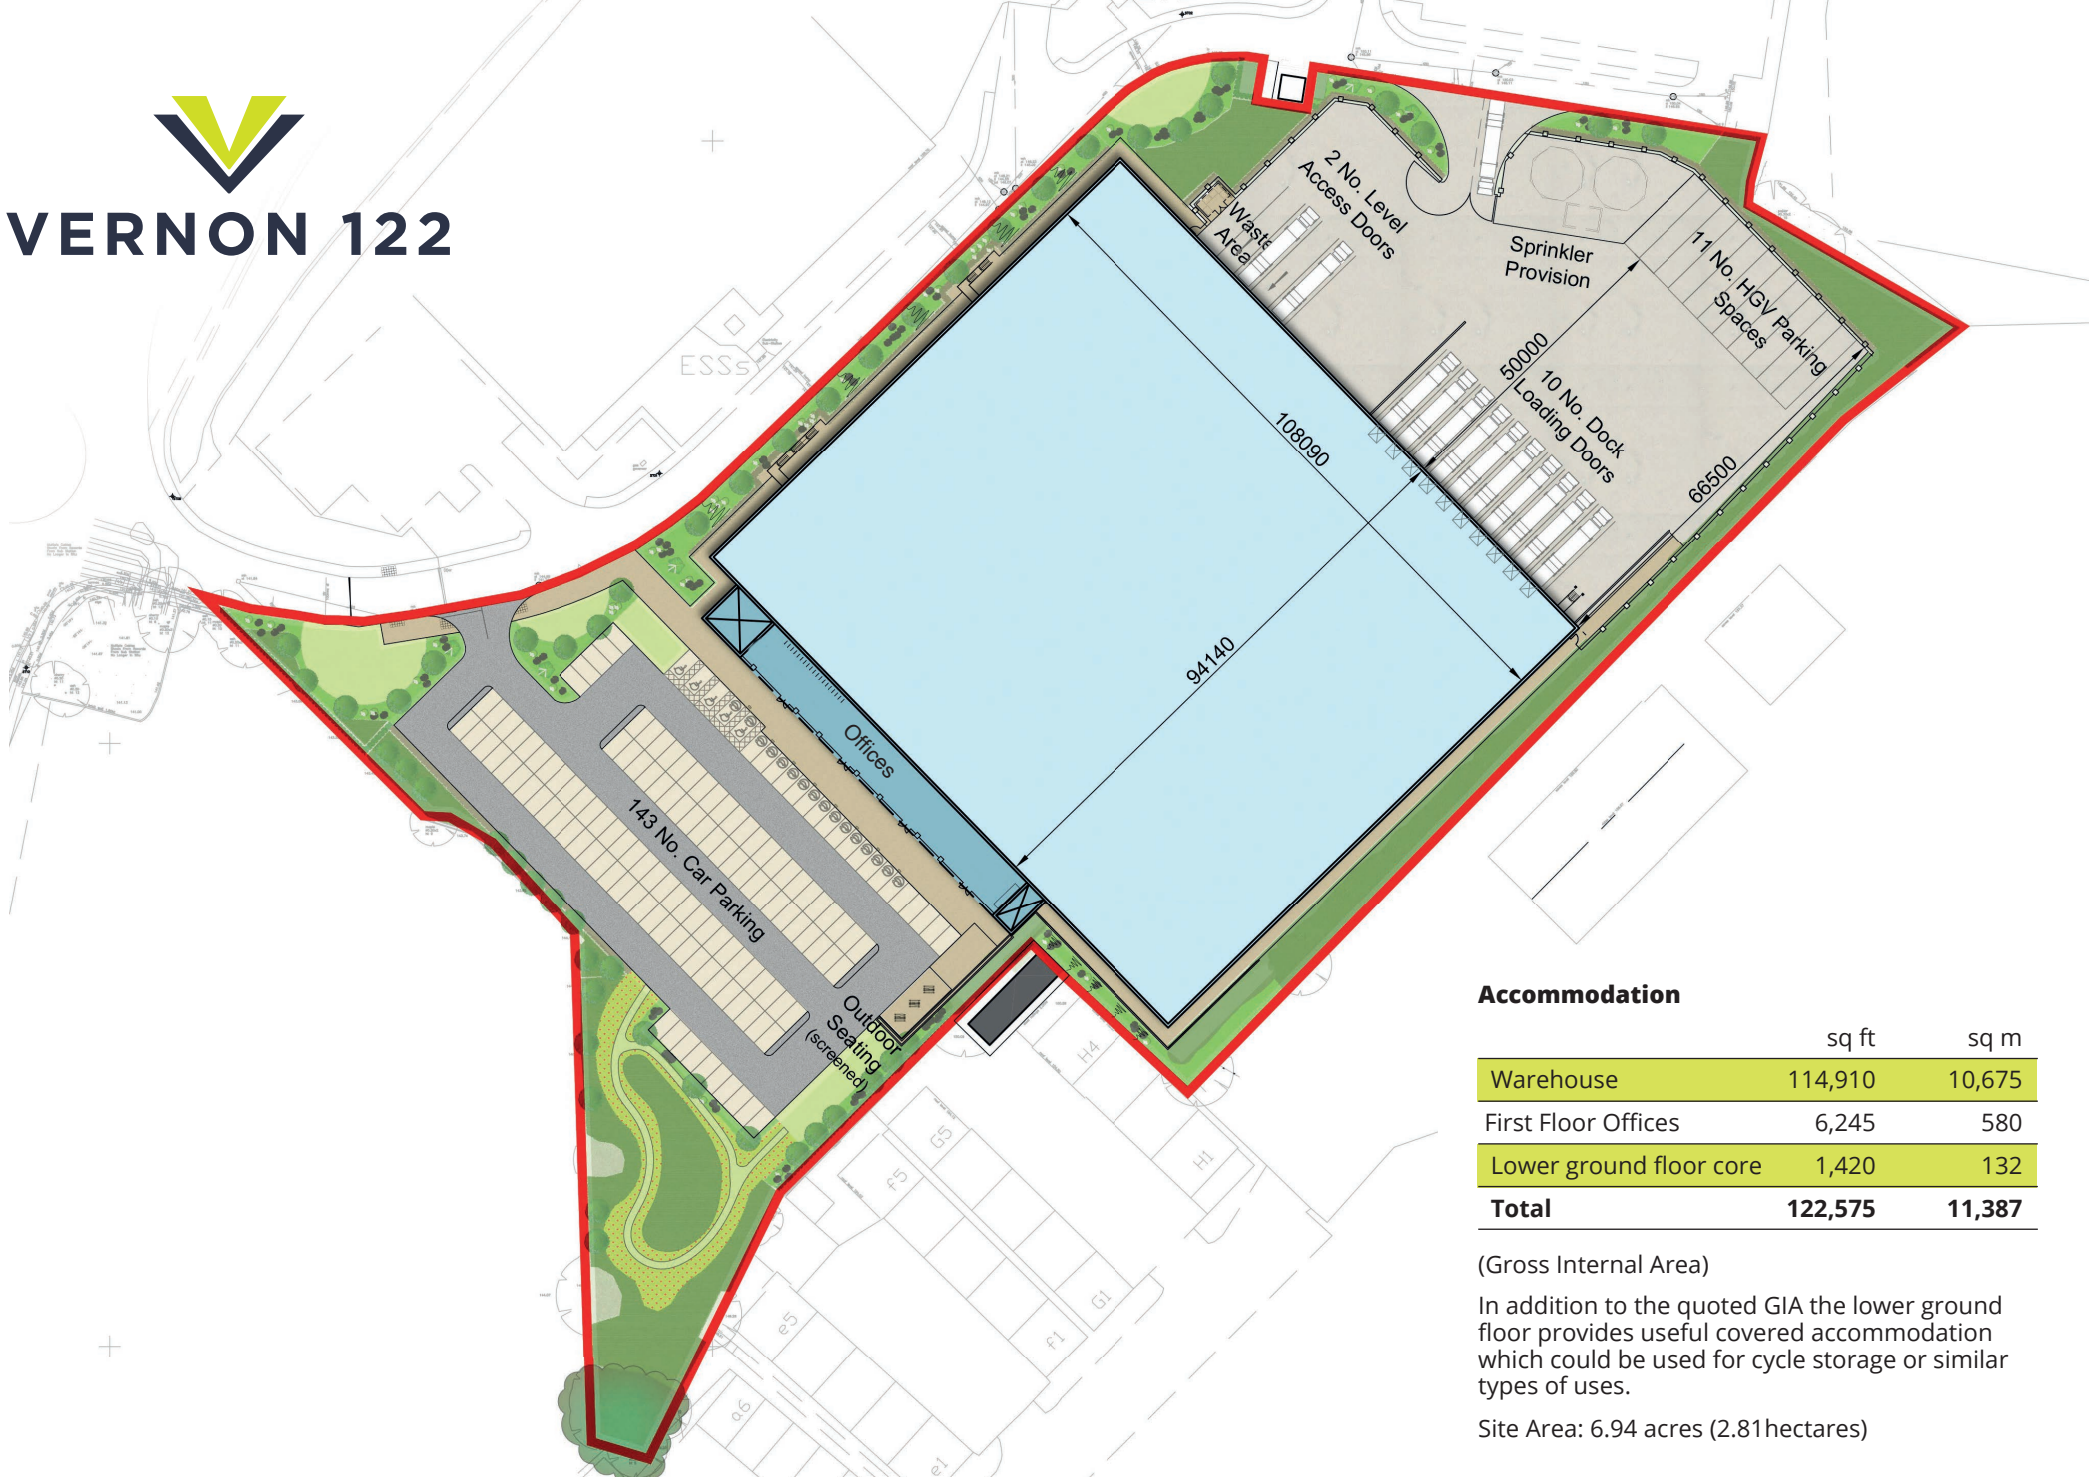 VERNON 122
ESSs
2 No. Level
Access Doors
Waste
Area
Sprinkler
Provision
11 No. HGV Parking
Spaces
50000
10 No. Dock
Loading Doors
66500
108090
94140
Offices
143 No. Car Parking
Outdoor
Seating
(screened)
H4
G5
f5
H1
G1
f1
e5
a6
e1
Accommodation
sq ft sq m
Warehouse 114,910 10,675
First Floor Offices 6,245 580
Lower ground floor core 1,420 132
Total 122,575 11,387
(Gross Internal Area)
In addition to the quoted GIA the lower ground
floor provides useful covered accommodation
which could be used for cycle storage or similar
types of uses.
Site Area: 6.94 acres (2.81hectares)